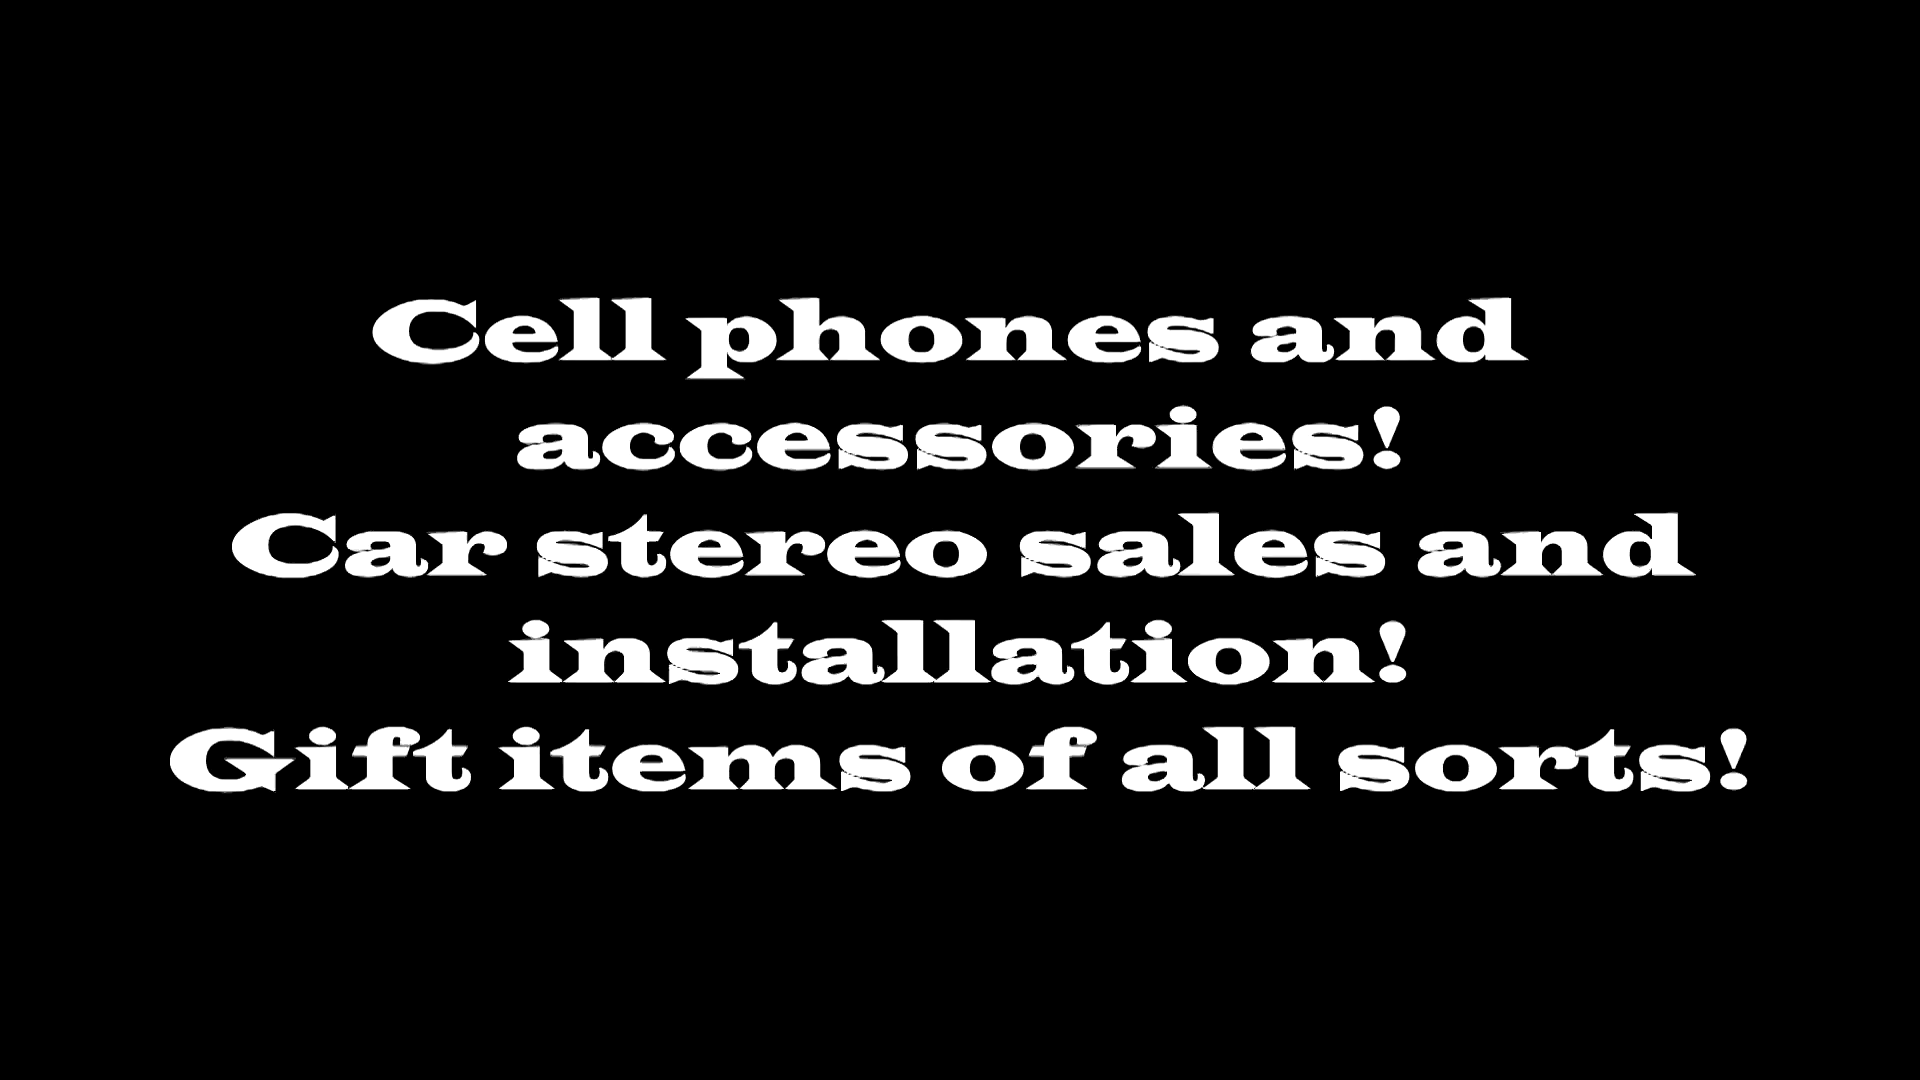 Cell phones and
accessories!
Car stereo sales and
installation!
Gift items of all sorts!